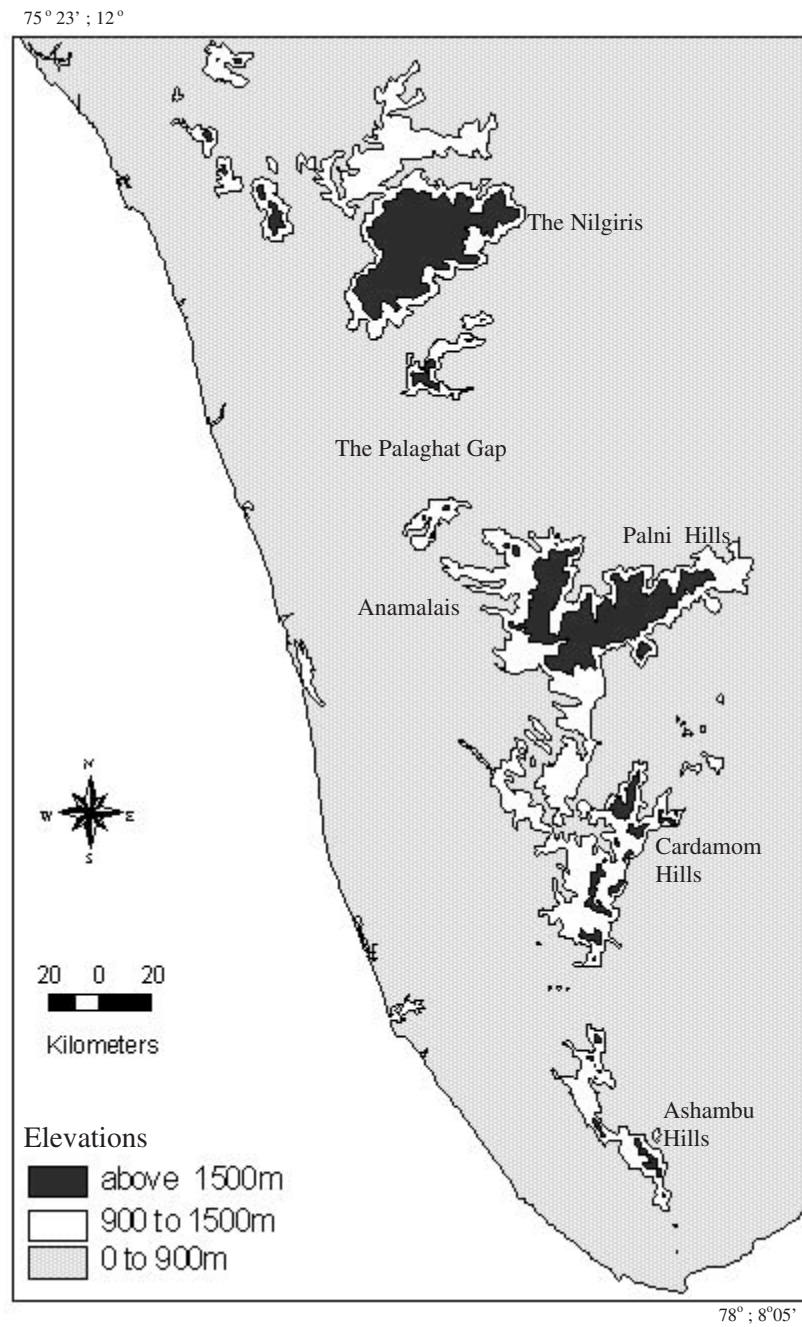 75° 23' ; 12°
The Nilgiris
The Palaghat Gap
Palni Hills
Anamalais
N
W E
S
Cardamom
Hills
20 0 20
Kilometers
Ashambu
Hills
Elevations
above 1500m
900 to 1500m
0 to 900m
78° ; 8°05'